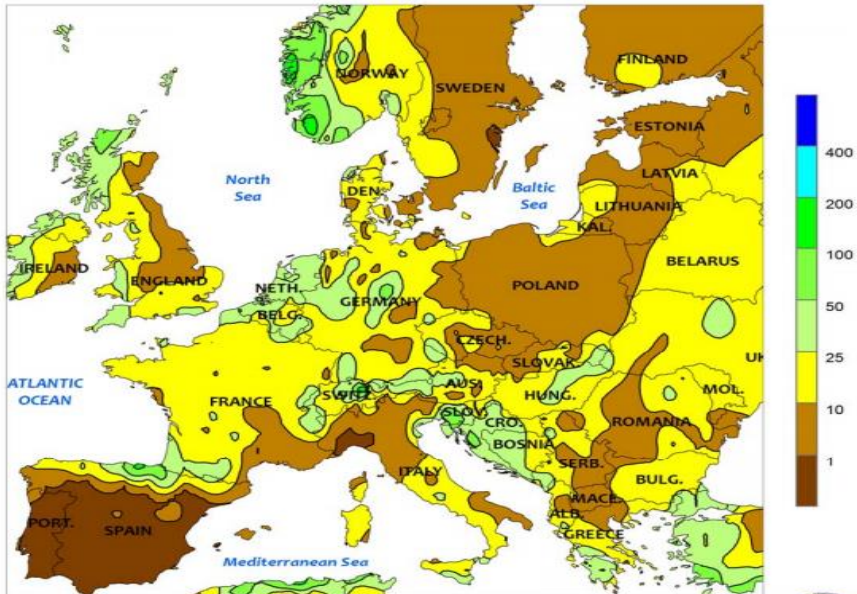 FINLAND
NORWAY
SWEDEN
ESTONIA
North
Sea
DEN.
Baltic
Sea
LATVIA
LITHUANIA
KAL.
IRELAND
ENGLAND
NETH.
BELG.
GERMANY
POLAND
BELARUS
CZECH.
SLOVAK.
UK
ATLANTIC
OCEAN
FRANCE
SWITZ.
AUS.
HUNG.
MOL.
SLOV.
CRO.
BOSNIA
ROMANIA
ITALY
SERB.
BULG.
PORT.
SPAIN
MACE.
ALB.
GREECE
Mediterranean Sea
400
200
100
50
25
10
1